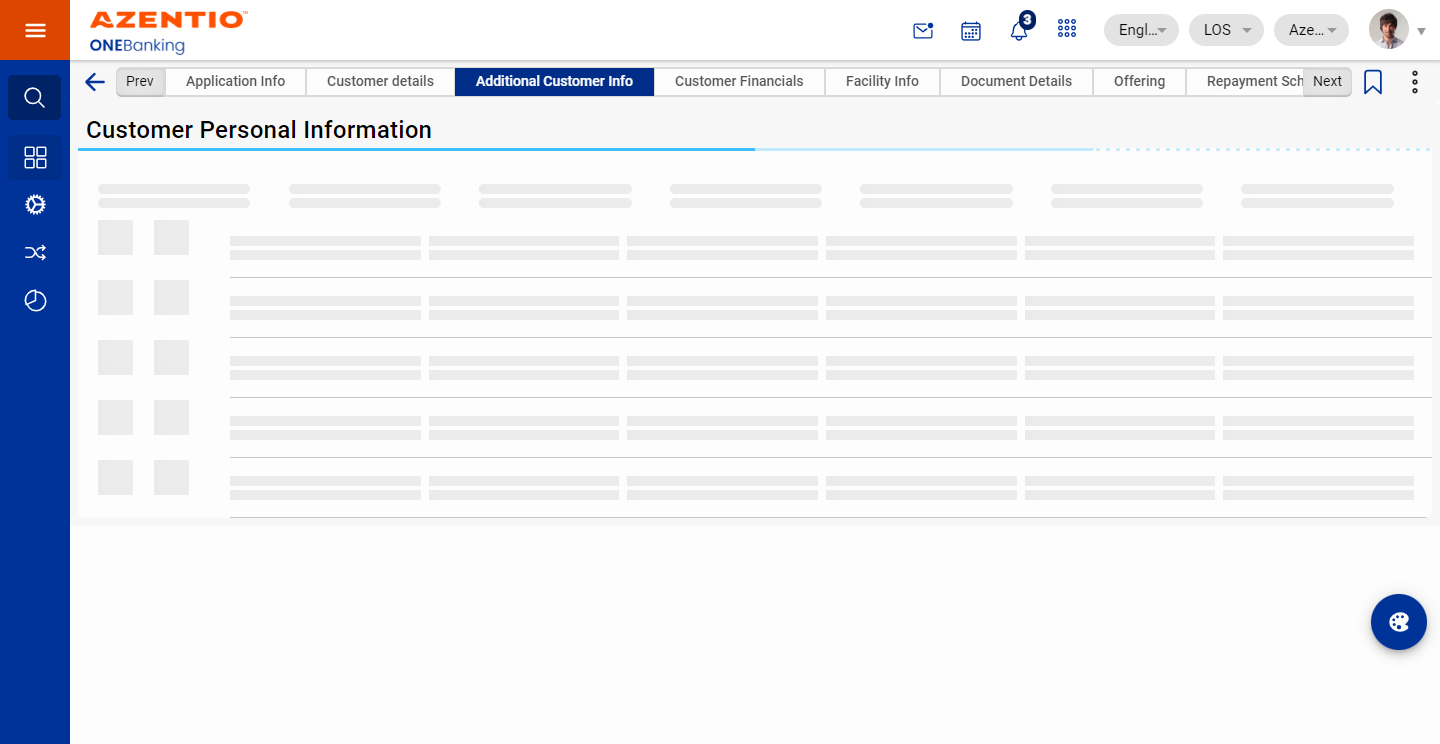 AZENTIO™
ONEBanking
3
Engl...
LOS
Aze...
Prev
Application Info
Customer details
Additional Customer Info
Customer Financials
Facility Info
Document Details
Offering
Repayment Sch
Next
Customer Personal Information